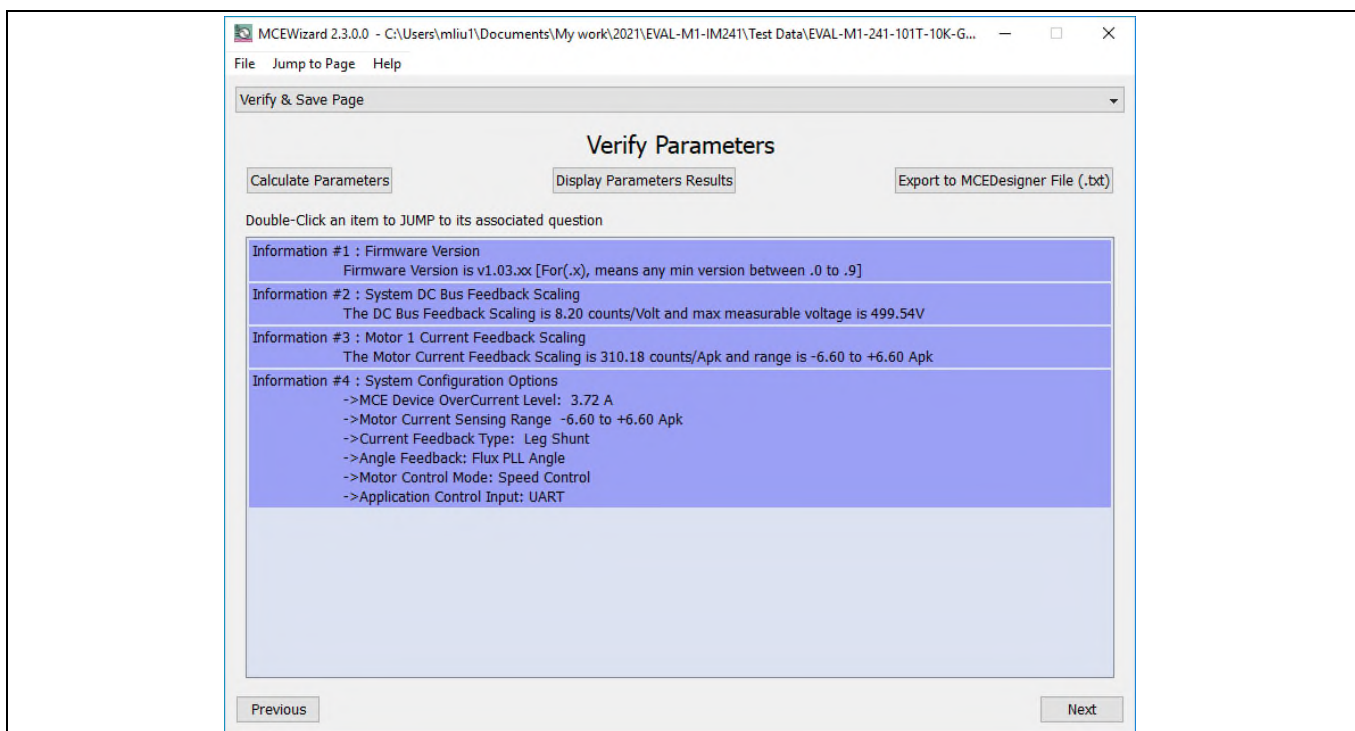 MCEWizard 2.3.0.0 - C:\Users\mliu1\Documents\My work\2021\EVAL-M1-IM241\Test Data\EVAL-M1-241-101T-10K-G...
File Jump to Page Help
Verify & Save Page
Verify Parameters
Calculate Parameters Display Parameters Results Export to MCEDesigner File (.txt)
Double-Click an item to JUMP to its associated question
Information #1 : Firmware Version
Firmware Version is v1.03.xx [For(.x), means any min version between .0 to .9]
Information #2 : System DC Bus Feedback Scaling
The DC Bus Feedback Scaling is 8.20 counts/Volt and max measurable voltage is 499.54V
Information #3 : Motor 1 Current Feedback Scaling
The Motor Current Feedback Scaling is 310.18 counts/Apk and range is -6.60 to +6.60 Apk
Information #4 : System Configuration Options
->MCE Device OverCurrent Level: 3.72 A
->Motor Current Sensing Range -6.60 to +6.60 Apk
->Current Feedback Type: Leg Shunt
->Angle Feedback: Flux PLL Angle
->Motor Control Mode: Speed Control
->Application Control Input: UART
Previous Next